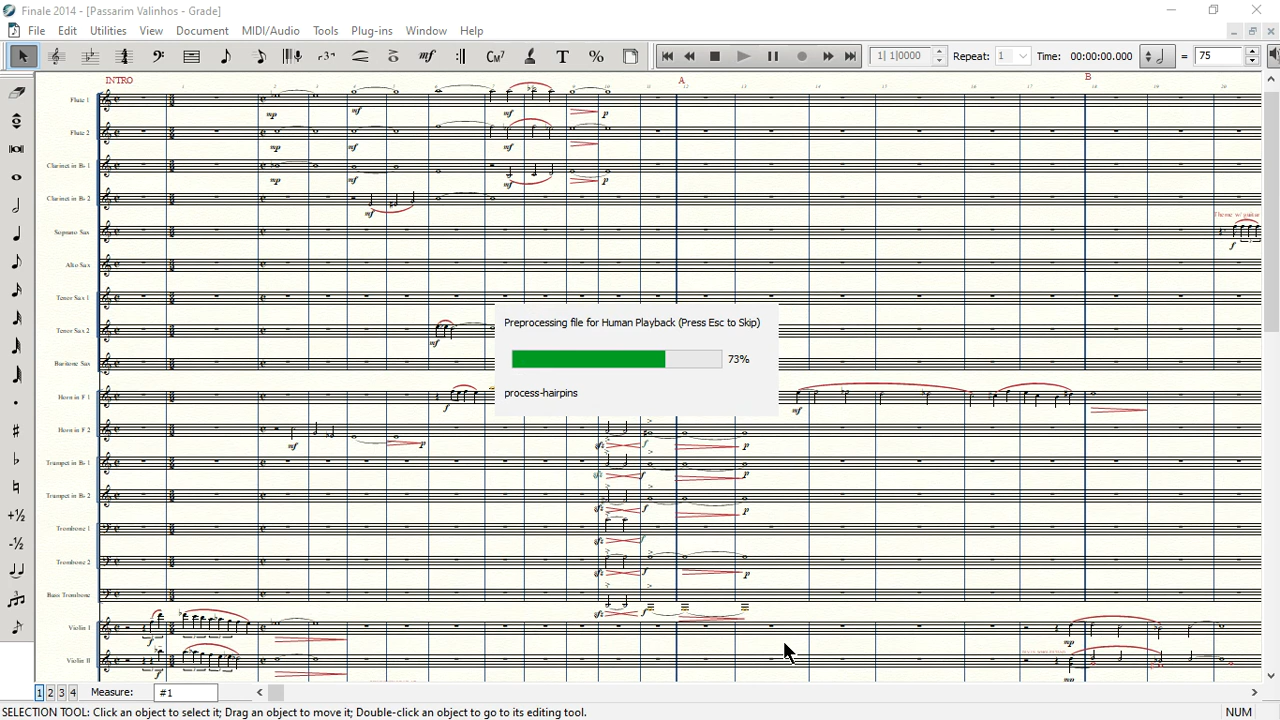 Finale 2014 - [Passarim Valinhos - Grade]
File Edit Utilities View Document MIDI/Audio Tools Plug-ins Window Help
1| 1|0000 Repeat: 1 Time: 00:00:00.000 = 75
INTRO A B
Flute 1
Flute 2
Clarinet in B♭ 1
Clarinet in B♭ 2
Theme w/ guitar
Soprano Sax
Alto Sax
Tenor Sax 1
Preprocessing file for Human Playback (Press Esc to Skip)
Tenor Sax 2
73%
Baritone Sax
process-hairpins
Horn in F 1
Horn in F 2
Trumpet in B♭ 1
Trumpet in B♭ 2
Trombone 1
Trombone 2
Bass Trombone
Violin I
Violin II
1 2 3 4 Measure: #1
SELECTION TOOL: Click an object to select it; Drag an object to move it; Double-click an object to go to its editing tool. NUM